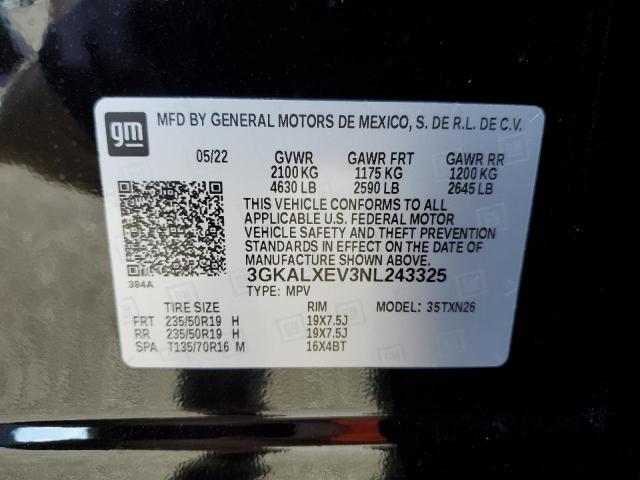 gm MFD BY GENERAL MOTORS DE MEXICO, S. DE R.L. DE C.V.
05/22 GVWR GAWR FRT GAWR RR
2100 KG 1175 KG 1200 KG
4630 LB 2590 LB 2645 LB
THIS VEHICLE CONFORMS TO ALL
APPLICABLE U.S. FEDERAL MOTOR
VEHICLE SAFETY AND THEFT PREVENTION
STANDARDS IN EFFECT ON THE DATE OF
MANUFACTURE SHOWN ABOVE.
3GKALXEV3NL243325
384A TYPE: MPV
TIRE SIZE RIM MODEL: 35TXN26
FRT 235/50R19 H 19X7.5J
RR 235/50R19 H 19X7.5J
SPA T135/70R16 M 16X4BT